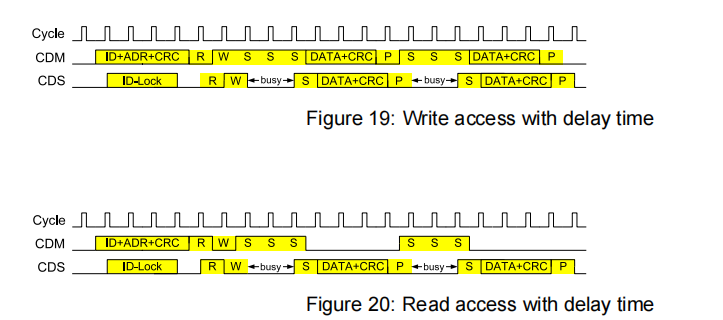 Cycle
CDM ID+ADR+CRC R W S S S DATA+CRC P S S S DATA+CRC P
CDS ID-Lock R W busy S DATA+CRC P busy S DATA+CRC P
Figure 19: Write access with delay time
Cycle
CDM ID+ADR+CRC R W S S S S S S
CDS ID-Lock R W busy S DATA+CRC P busy S DATA+CRC P
Figure 20: Read access with delay time